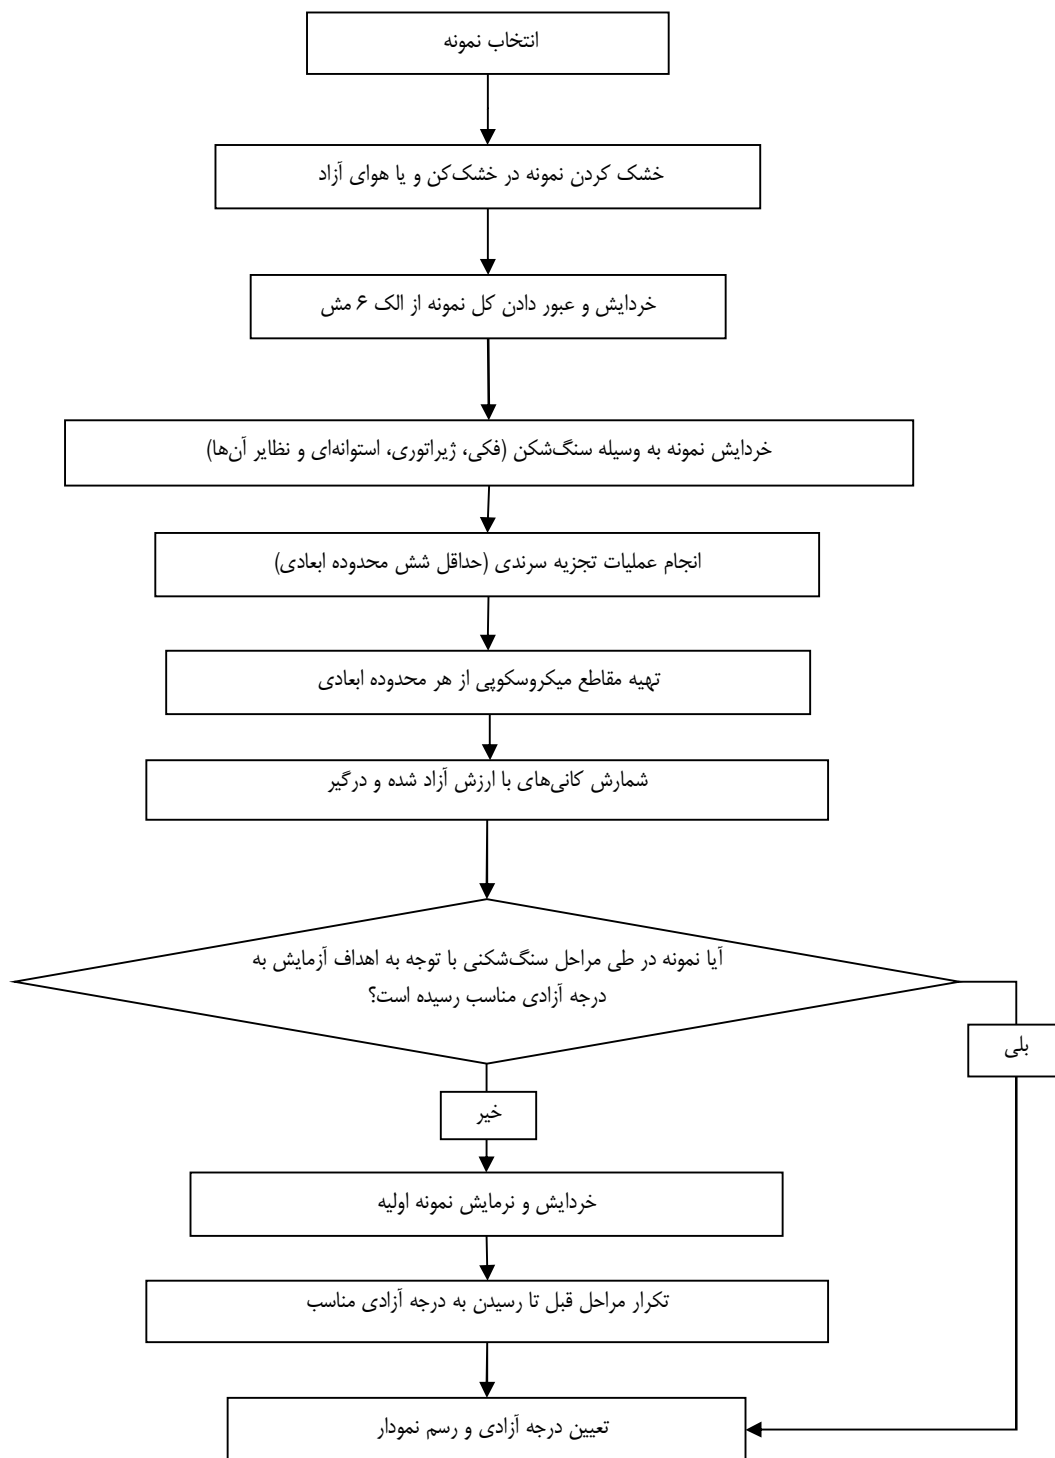 انتخاب نمونه
خشک کردن نمونه در خشک‌کن و یا هوای آزاد
خردایش و عبور دادن کل نمونه از الک ۶ مش
خردایش نمونه به وسیله سنگ‌شکن (فکی، ژیراتوری، استوانه‌ای و نظایر آن‌ها)
انجام عملیات تجزیه سرندی (حداقل شش محدوده ابعادی)
تهیه مقاطع میکروسکوپی از هر محدوده ابعادی
شمارش کانی‌های با ارزش آزاد شده و درگیر
آیا نمونه در طی مراحل سنگ‌شکنی با توجه به اهداف آزمایش به
درجه آزادی مناسب رسیده است؟
بلی
خیر
خردایش و نرمایش نمونه اولیه
تکرار مراحل قبل تا رسیدن به درجه آزادی مناسب
تعیین درجه آزادی و رسم نمودار